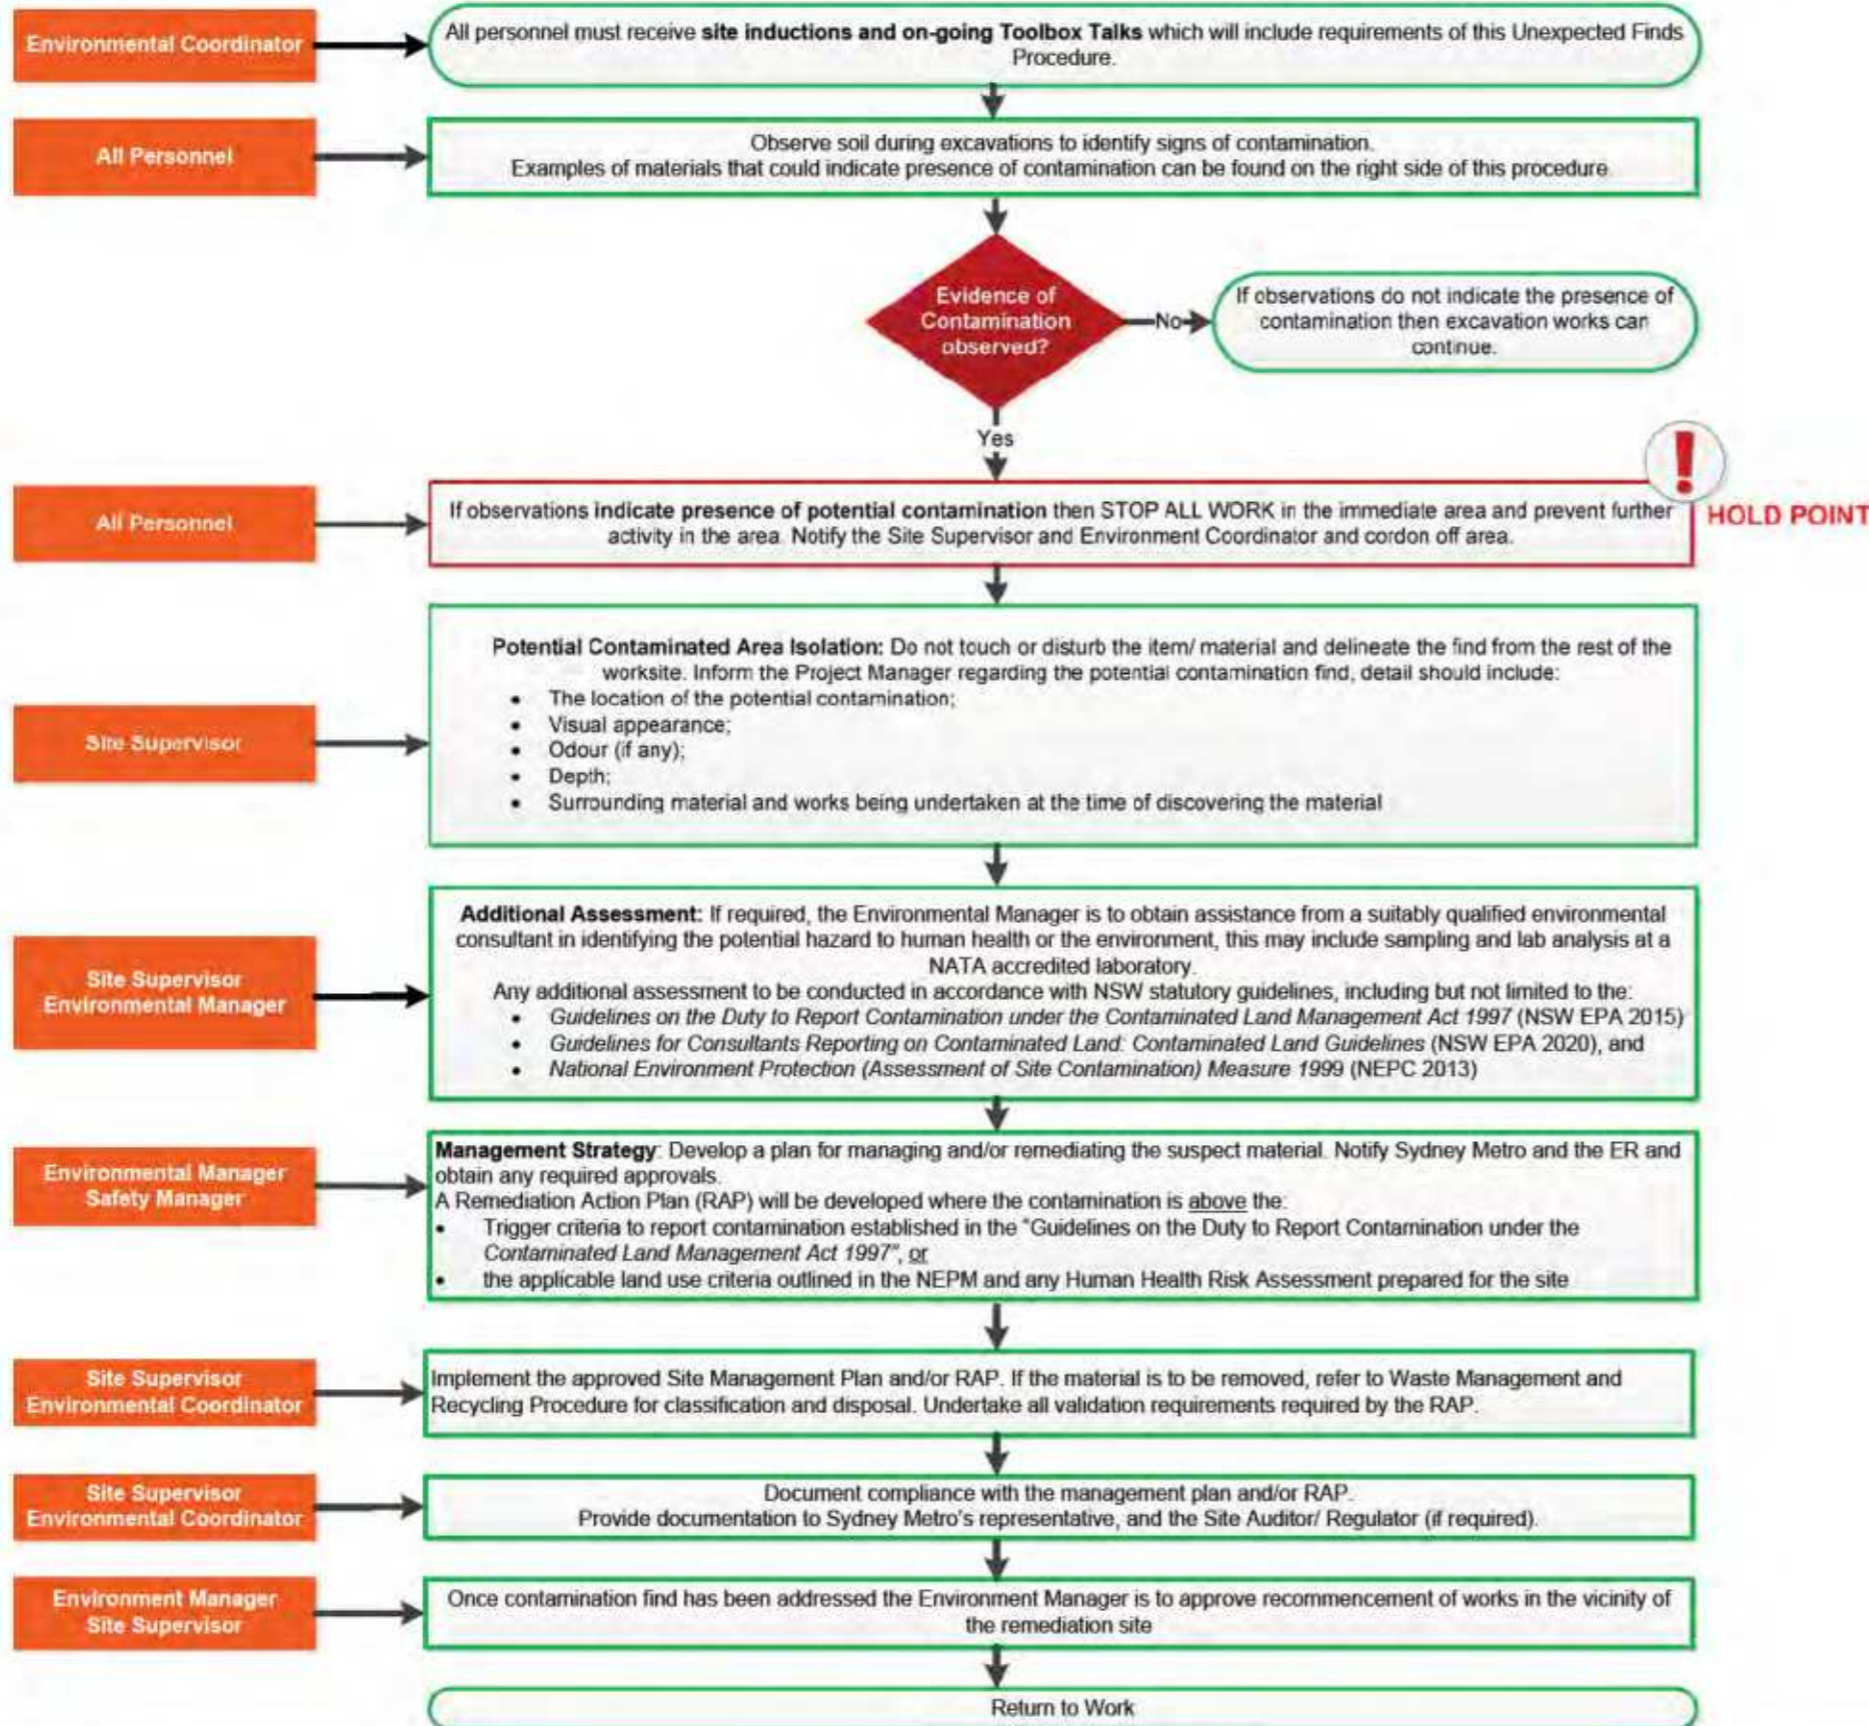 Environmental Coordinator
All personnel must receive site inductions and on-going Toolbox Talks which will include requirements of this Unexpected Finds
Procedure.
All Personnel
Observe soil during excavations to identify signs of contamination.
Examples of materials that could indicate presence of contamination can be found on the right side of this procedure.
Evidence of
Contamination
observed?
No
If observations do not indicate the presence of
contamination then excavation works can
continue.
Yes
!
HOLD POINT
All Personnel
If observations indicate presence of potential contamination then STOP ALL WORK in the immediate area and prevent further
activity in the area. Notify the Site Supervisor and Environment Coordinator and cordon off area.
Site Supervisor
Potential Contaminated Area Isolation: Do not touch or disturb the item/ material and delineate the find from the rest of the
worksite. Inform the Project Manager regarding the potential contamination find, detail should include:
• The location of the potential contamination;
• Visual appearance;
• Odour (if any);
• Depth;
• Surrounding material and works being undertaken at the time of discovering the material
Site Supervisor
Environmental Manager
Additional Assessment: If required, the Environmental Manager is to obtain assistance from a suitably qualified environmental
consultant in identifying the potential hazard to human health or the environment, this may include sampling and lab analysis at a
NATA accredited laboratory.
Any additional assessment to be conducted in accordance with NSW statutory guidelines, including but not limited to the:
• Guidelines on the Duty to Report Contamination under the Contaminated Land Management Act 1997 (NSW EPA 2015)
• Guidelines for Consultants Reporting on Contaminated Land: Contaminated Land Guidelines (NSW EPA 2020), and
• National Environment Protection (Assessment of Site Contamination) Measure 1999 (NEPC 2013)
Environmental Manager
Safety Manager
Management Strategy: Develop a plan for managing and/or remediating the suspect material. Notify Sydney Metro and the ER and
obtain any required approvals.
A Remediation Action Plan (RAP) will be developed where the contamination is above the:
• Trigger criteria to report contamination established in the "Guidelines on the Duty to Report Contamination under the
Contaminated Land Management Act 1997", or
• the applicable land use criteria outlined in the NEPM and any Human Health Risk Assessment prepared for the site
Site Supervisor
Environmental Coordinator
Implement the approved Site Management Plan and/or RAP. If the material is to be removed, refer to Waste Management and
Recycling Procedure for classification and disposal. Undertake all validation requirements required by the RAP.
Site Supervisor
Environmental Coordinator
Document compliance with the management plan and/or RAP.
Provide documentation to Sydney Metro's representative, and the Site Auditor/ Regulator (if required).
Environment Manager
Site Supervisor
Once contamination find has been addressed the Environment Manager is to approve recommencement of works in the vicinity of
the remediation site
Return to Work